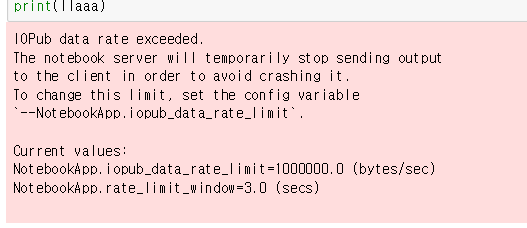 print(llaaa)
IOPub data rate exceeded.
The notebook server will temporarily stop sending output
to the client in order to avoid crashing it.
To change this limit, set the config variable
`--NotebookApp.iopub_data_rate_limit`.
Current values:
NotebookApp.iopub_data_rate_limit=1000000.0 (bytes/sec)
NotebookApp.rate_limit_window=3.0 (secs)